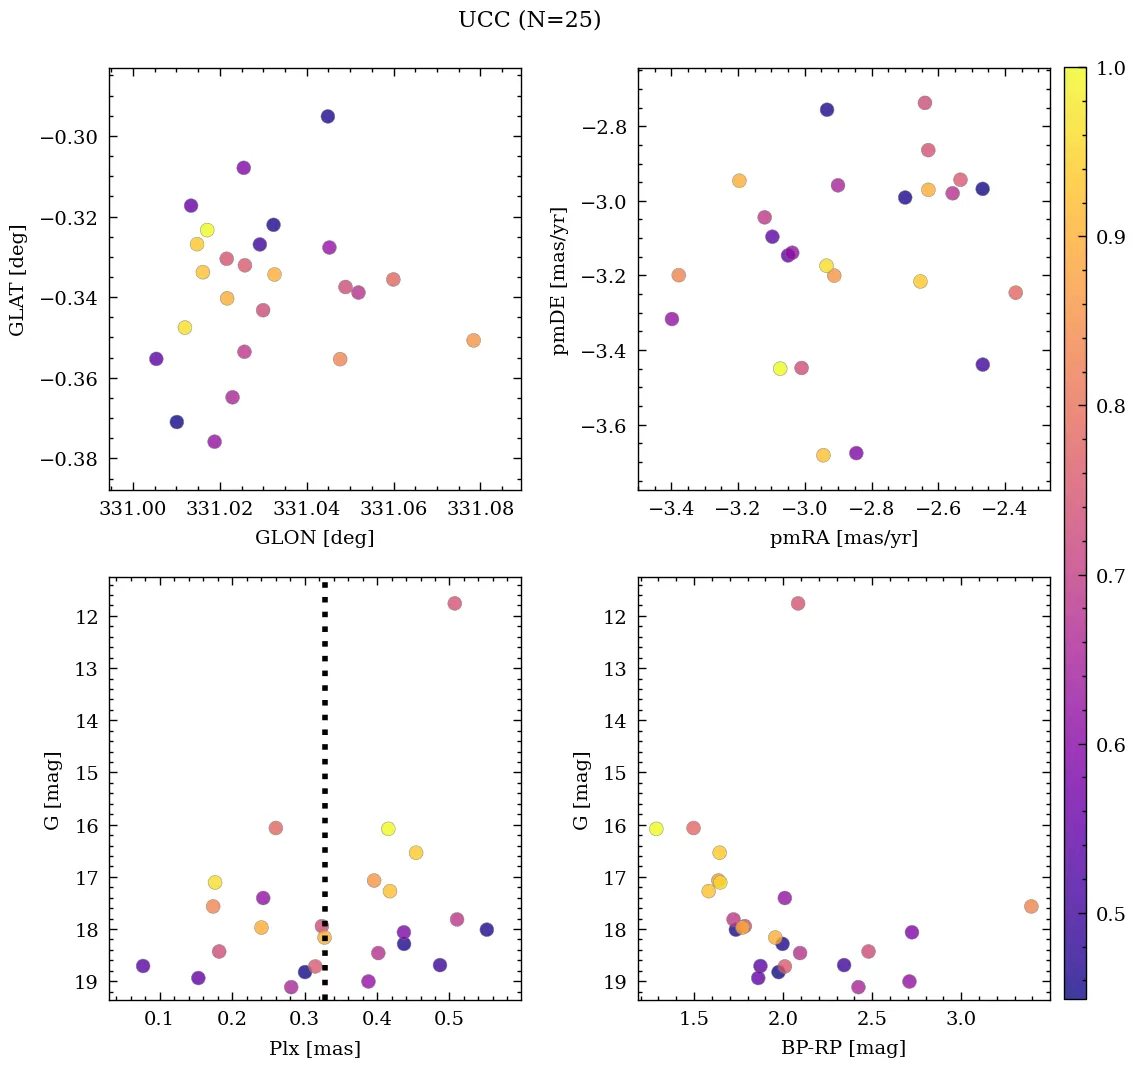 UCC (N=25)
−0.30
−0.32
−0.34
−0.36
−0.38
GLAT [deg]
331.00 331.02 331.04 331.06 331.08
GLON [deg]
−2.8
−3.0
−3.2
−3.4
−3.6
pmDE [mas/yr]
−3.4 −3.2 −3.0 −2.8 −2.6 −2.4
pmRA [mas/yr]
1.0
0.9
0.8
0.7
0.6
0.5
12
13
14
15
16
17
18
19
G [mag]
0.1 0.2 0.3 0.4 0.5
Plx [mas]
12
13
14
15
16
17
18
19
G [mag]
1.5 2.0 2.5 3.0
BP-RP [mag]